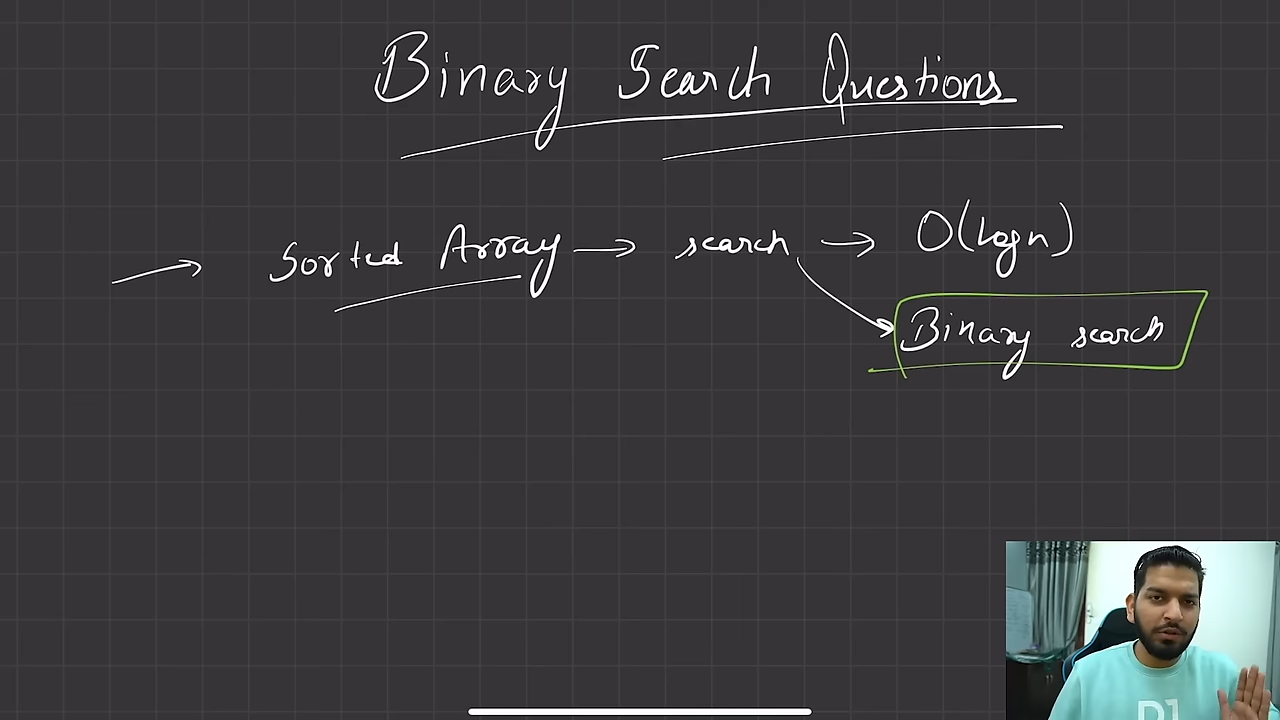 Binary Search Questions
→ Sorted Array → search → O(logn)
Binary search